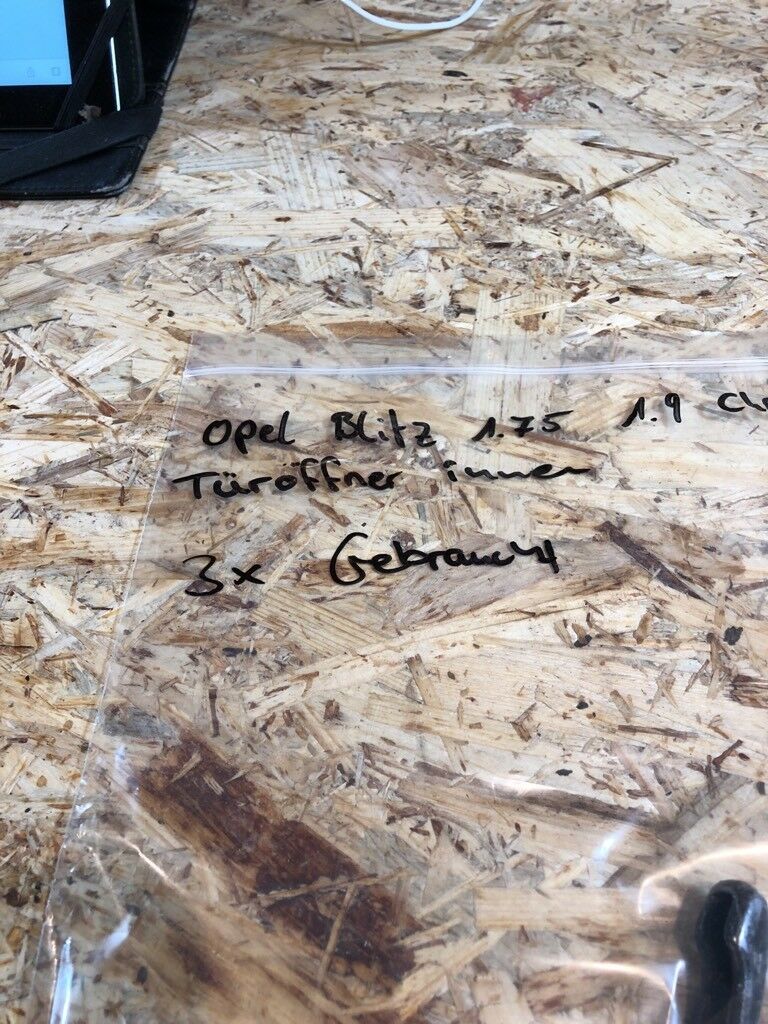 Opel Blitz 1.75 1.9
Türöffner innen
3x Gebraucht